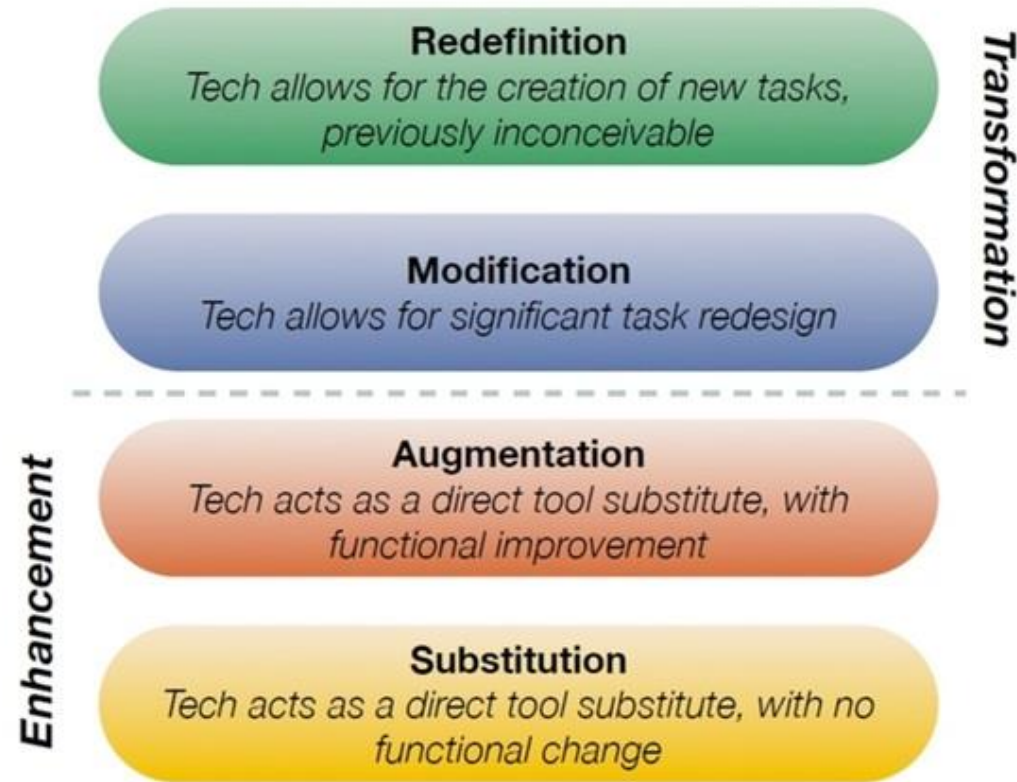 Redefinition
Tech allows for the creation of new tasks,
previously inconceivable
Transformation
Modification
Tech allows for significant task redesign
Augmentation
Tech acts as a direct tool substitute, with
functional improvement
Enhancement
Substitution
Tech acts as a direct tool substitute, with no
functional change